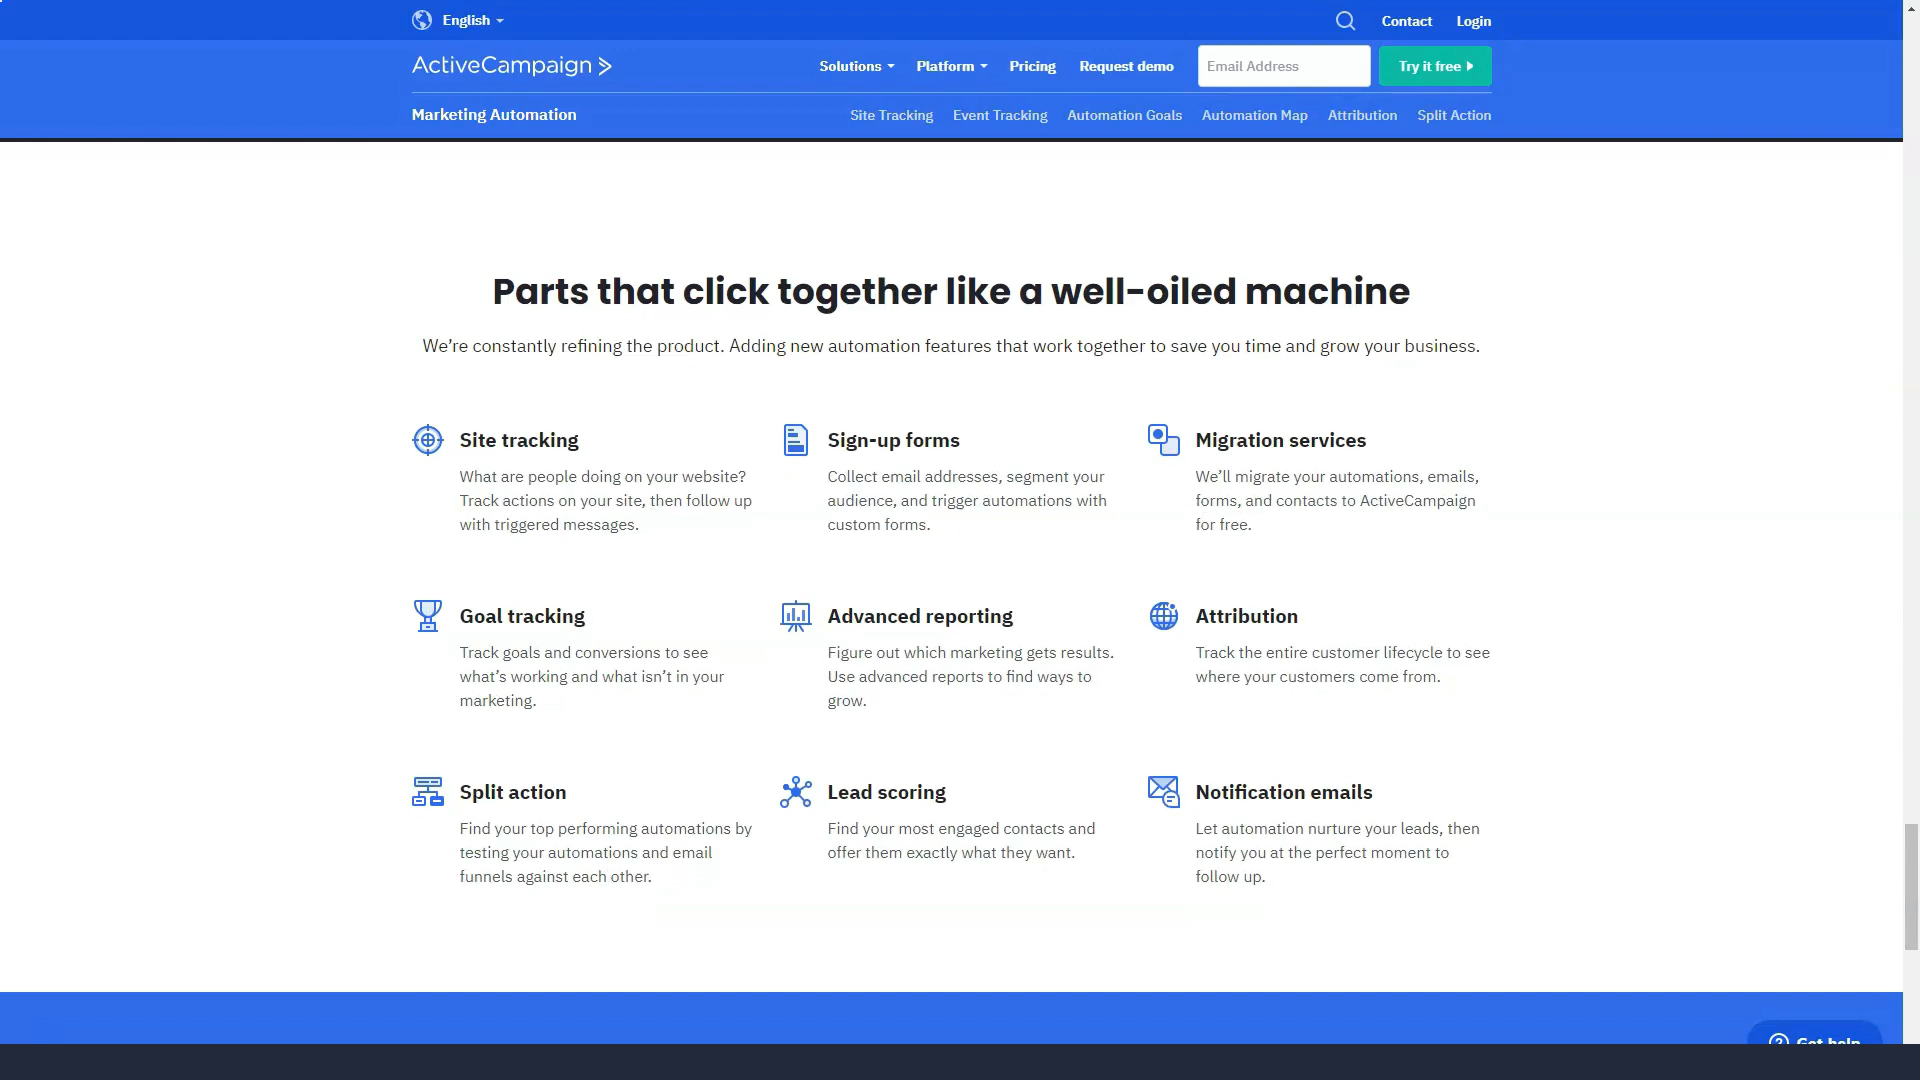 English
Contact
Login
ActiveCampaign
Solutions
Platform
Pricing
Request demo
Email Address
Try it free
Marketing Automation
Site Tracking
Event Tracking
Automation Goals
Automation Map
Attribution
Split Action
Parts that click together like a well-oiled machine
We’re constantly refining the product. Adding new automation features that work together to save you time and grow your business.
Site tracking
What are people doing on your website?
Track actions on your site, then follow up
with triggered messages.
Sign-up forms
Collect email addresses, segment your
audience, and trigger automations with
custom forms.
Migration services
We’ll migrate your automations, emails,
forms, and contacts to ActiveCampaign
for free.
Goal tracking
Track goals and conversions to see
what’s working and what isn’t in your
marketing.
Advanced reporting
Figure out which marketing gets results.
Use advanced reports to find ways to
grow.
Attribution
Track the entire customer lifecycle to see
where your customers come from.
Split action
Find your top performing automations by
testing your automations and email
funnels against each other.
Lead scoring
Find your most engaged contacts and
offer them exactly what they want.
Notification emails
Let automation nurture your leads, then
notify you at the perfect moment to
follow up.
Get help